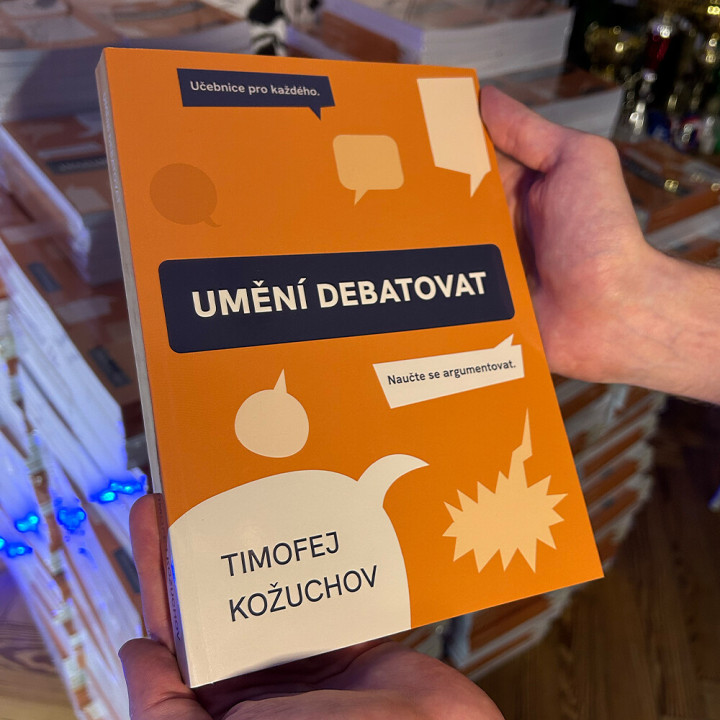 Učebnice pro každého.
UMĚNÍ DEBATOVAT
Naučte se argumentovat.
TIMOFEJ
KOŽUCHOV